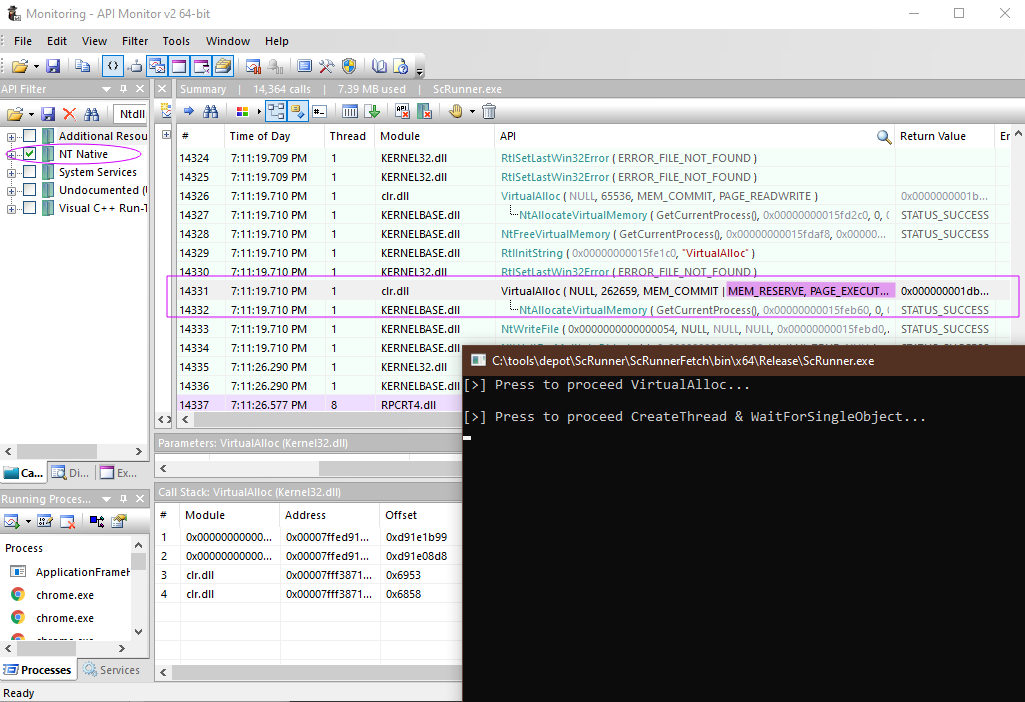 Monitoring - API Monitor v2 64-bit
File Edit View Filter Tools Window Help
API Filter
Summary | 14,364 calls | 7.39 MB used | ScRunner.exe
Ntdll
Additional Resou
NT Native
System Services
Undocumented (
Visual C++ Run-T
# Time of Day Thread Module API Return Value Er
14324 7:11:19.709 PM 1 KERNEL32.dll RtlSetLastWin32Error ( ERROR_FILE_NOT_FOUND )
14325 7:11:19.709 PM 1 KERNEL32.dll RtlSetLastWin32Error ( ERROR_FILE_NOT_FOUND )
14326 7:11:19.710 PM 1 clr.dll VirtualAlloc ( NULL, 65536, MEM_COMMIT, PAGE_READWRITE ) 0x0000000001b...
14327 7:11:19.710 PM 1 KERNELBASE.dll NtAllocateVirtualMemory ( GetCurrentProcess(), 0x00000000015fd2c0, 0, STATUS_SUCCESS
14328 7:11:19.710 PM 1 KERNELBASE.dll NtFreeVirtualMemory ( GetCurrentProcess(), 0x00000000015fdaf8, 0x00000... STATUS_SUCCESS
14329 7:11:19.710 PM 1 KERNELBASE.dll RtlInitString ( 0x00000000015fe1c0, "VirtualAlloc" )
14330 7:11:19.710 PM 1 KERNEL32.dll RtlSetLastWin32Error ( ERROR_FILE_NOT_FOUND )
14331 7:11:19.710 PM 1 clr.dll VirtualAlloc ( NULL, 262659, MEM_COMMIT | MEM_RESERVE, PAGE_EXECUT... 0x000000001db...
14332 7:11:19.710 PM 1 KERNELBASE.dll NtAllocateVirtualMemory ( GetCurrentProcess(), 0x00000000015feb60, 0, STATUS_SUCCESS
14333 7:11:19.710 PM 1 KERNELBASE.dll NtWriteFile ( 0x0000000000000054, NULL, NULL, NULL, 0x00000000015febd0, STATUS_SUCCESS
14334 7:11:19.710 PM 1 KERNELBASE.dll
14335 7:11:26.290 PM 1 KERNEL32.dll
14336 7:11:26.290 PM 1 KERNELBASE.dll
14337 7:11:26.577 PM 8 RPCRT4.dll
C:\tools\depot\ScRunner\ScRunnerFetch\bin\x64\Release\ScRunner.exe
[>] Press to proceed VirtualAlloc...
[>] Press to proceed CreateThread & WaitForSingleObject...
Parameters: VirtualAlloc (Kernel32.dll)
Ca... Di... Ex...
Call Stack: VirtualAlloc (Kernel32.dll)
# Module Address Offset
1 0x00000000000... 0x00007ffed91... 0xd91e1b99
2 0x00000000000... 0x00007ffed91... 0xd91e08d8
3 clr.dll 0x00007fff3871... 0x6953
4 clr.dll 0x00007fff3871... 0x6858
Running Proces...
Process
ApplicationFrameH
chrome.exe
chrome.exe
chrome.exe
Processes Services
Ready